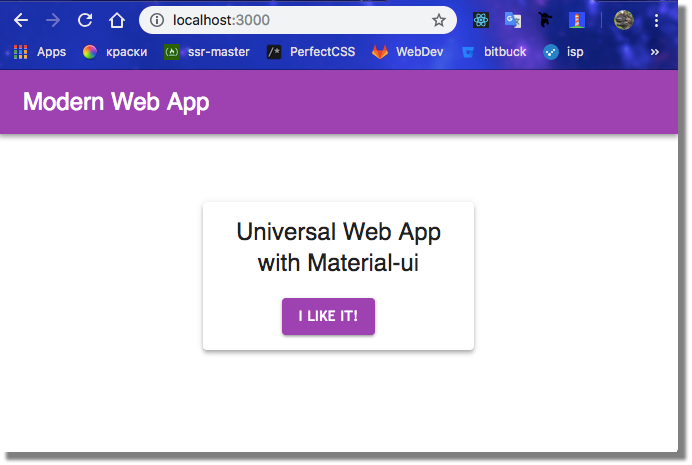 localhost:3000
Apps краски ssr-master PerfectCSS WebDev bitbuck isp »
Modern Web App
Universal Web App
with Material-ui
I LIKE IT!